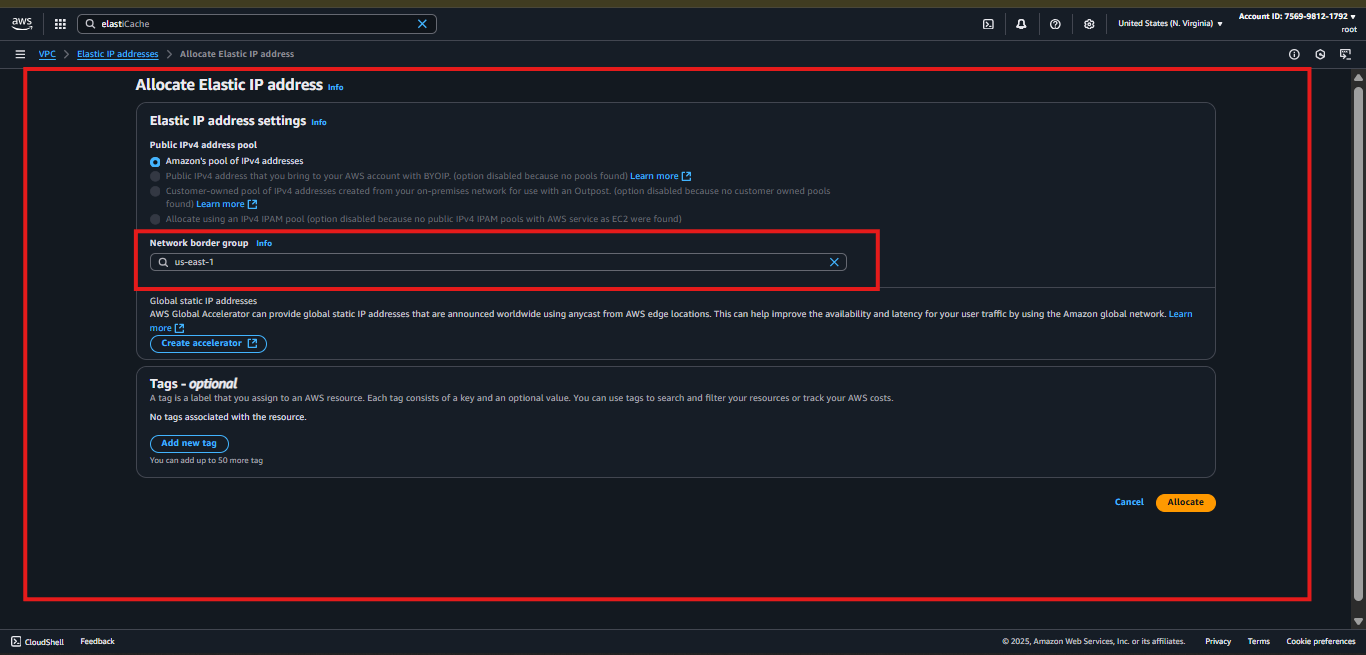 aws
elastiCache
United States (N. Virginia)
Account ID: 7569-9812-1792
root
VPC
Elastic IP addresses
Allocate Elastic IP address
Allocate Elastic IP address Info
Elastic IP address settings Info
Public IPv4 address pool
Amazon's pool of IPv4 addresses
Public IPv4 address that you bring to your AWS account with BYOIP. (option disabled because no pools found) Learn more
Customer-owned pool of IPv4 addresses created from your on-premises network for use with an Outpost. (option disabled because no customer owned pools
found) Learn more
Allocate using an IPv4 IPAM pool (option disabled because no public IPv4 IPAM pools with AWS service as EC2 were found)
Network border group Info
us-east-1
Global static IP addresses
AWS Global Accelerator can provide global static IP addresses that are announced worldwide using anycast from AWS edge locations. This can help improve the availability and latency for your user traffic by using the Amazon global network. Learn
more
Create accelerator
Tags - optional
A tag is a label that you assign to an AWS resource. Each tag consists of a key and an optional value. You can use tags to search and filter your resources or track your AWS costs.
No tags associated with the resource.
Add new tag
You can add up to 50 more tag
Cancel
Allocate
CloudShell
Feedback
© 2025, Amazon Web Services, Inc. or its affiliates.
Privacy
Terms
Cookie preferences